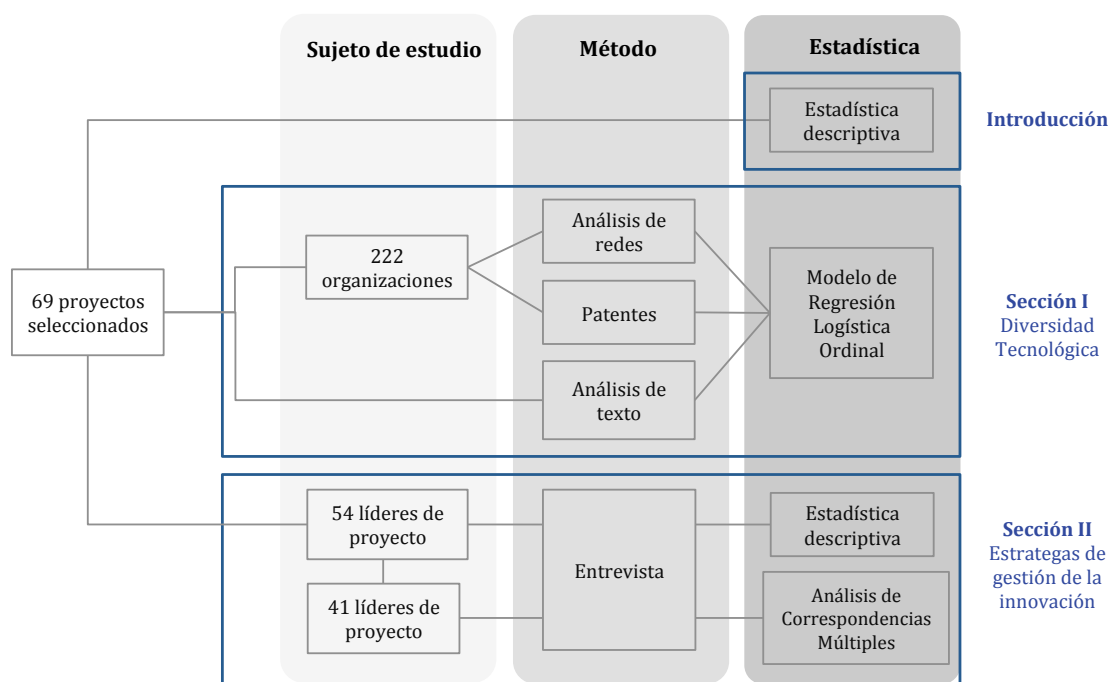 Sujeto de estudio
Método
Estadística
Estadística
descriptiva
Introducción
69 proyectos
seleccionados
222
organizaciones
Análisis de
redes
Patentes
Análisis de
texto
Modelo de
Regresión
Logística
Ordinal
Sección I
Diversidad
Tecnológica
54 líderes de
proyecto
41 líderes de
proyecto
Entrevista
Estadística
descriptiva
Análisis de
Correspondencias
Múltiples
Sección II
Estrategas de
gestión de la
innovación